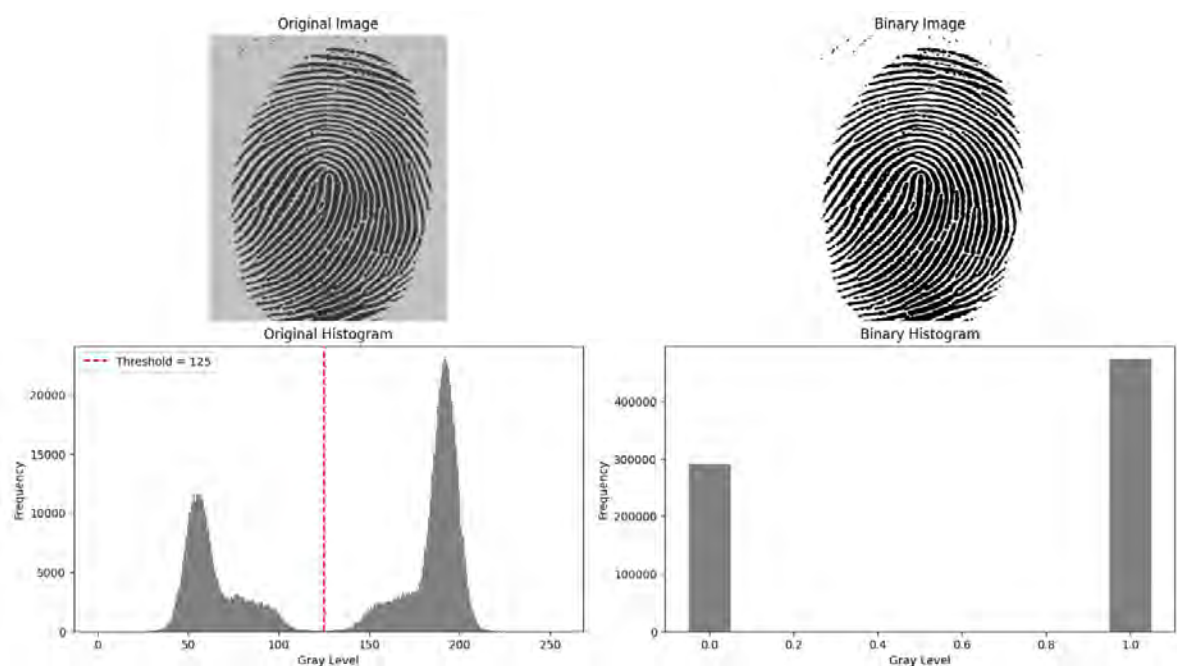 Original Image
Binary Image
Original Histogram
Threshold = 125
Frequency
20000
15000
10000
5000
0
0 50 100 150 200 250
Gray Level
Binary Histogram
Frequency
400000
300000
200000
100000
0
0.0 0.2 0.4 0.6 0.8 1.0
Gray Level